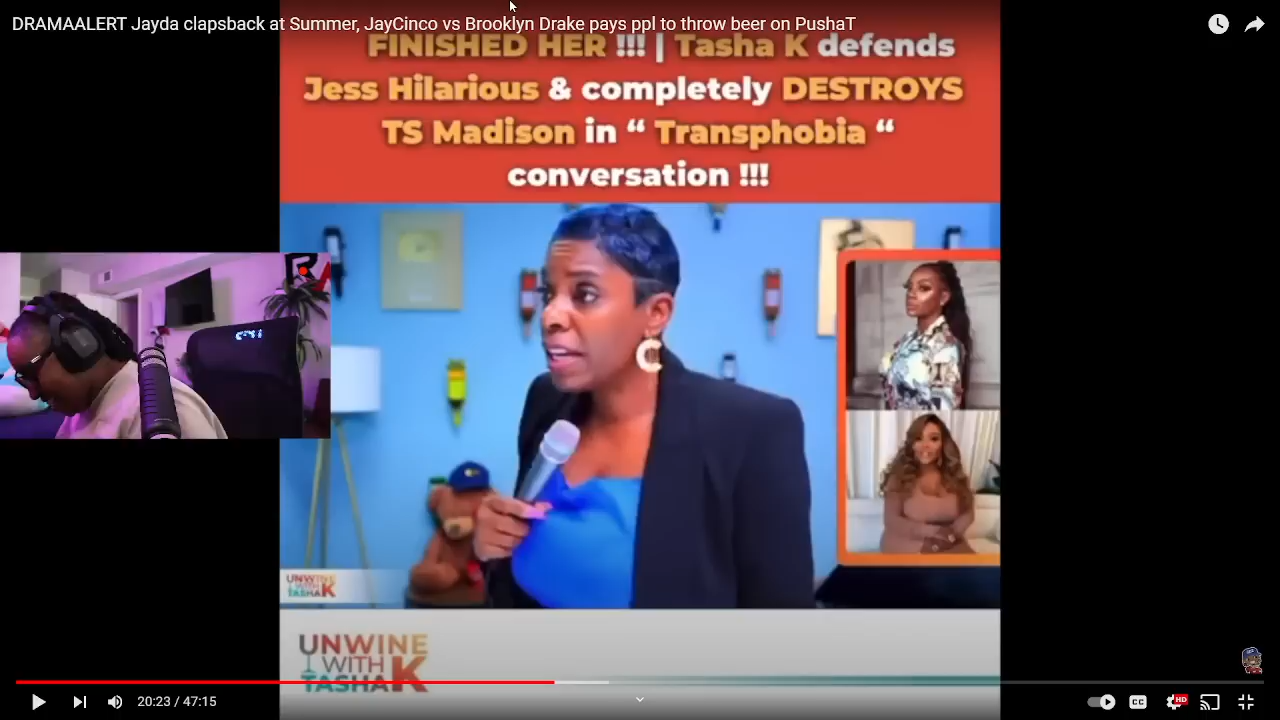 DRAMAALERT Jayda clapsback at Summer, JayCinco vs Brooklyn Drake pays ppl to throw beer on PushaT
FINISHED HER !!! | Tasha K defends
Jess Hilarious & completely DESTROYS
TS Madison in “ Transphobia “
conversation !!!
UNWINE
WITH
TASHA K
UNWINE
WITH
TASHA K
20:23 / 47:15
CC
HD